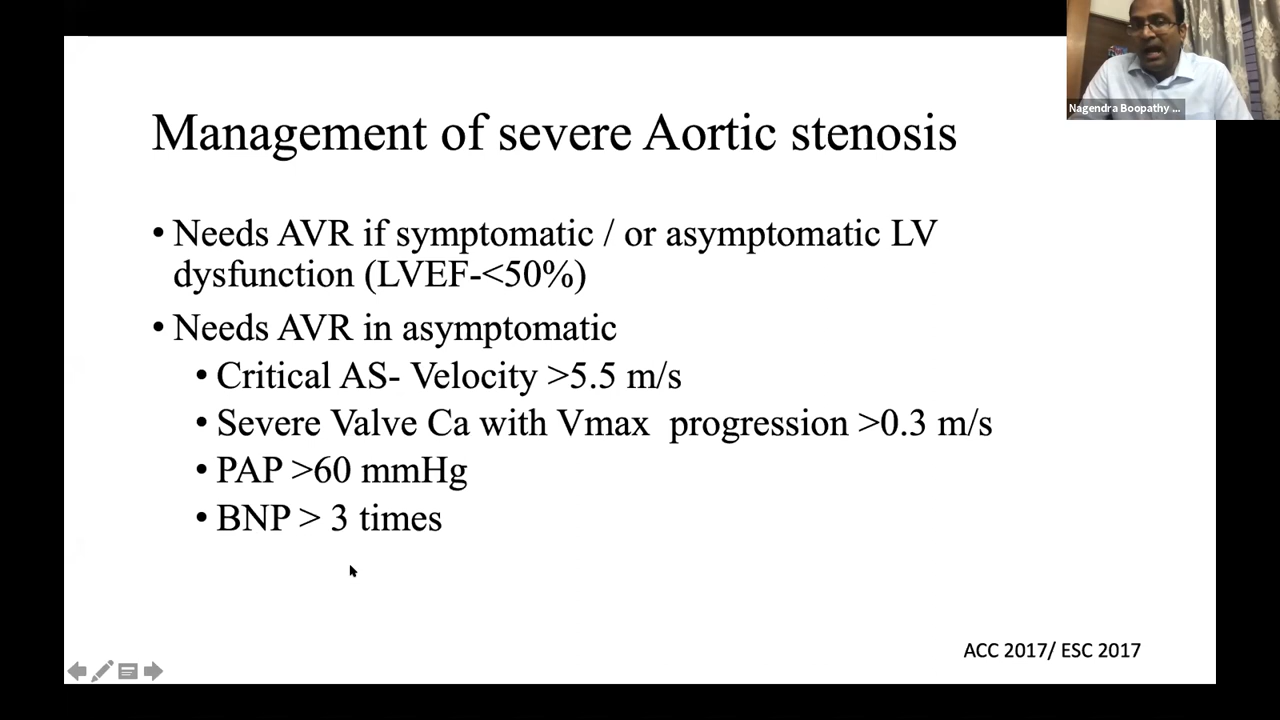 Nagendra Boopathy ...
Management of severe Aortic stenosis
• Needs AVR if symptomatic / or asymptomatic LV
dysfunction (LVEF-<50%)
• Needs AVR in asymptomatic
• Critical AS- Velocity >5.5 m/s
• Severe Valve Ca with Vmax progression >0.3 m/s
• PAP >60 mmHg
• BNP > 3 times
ACC 2017/ ESC 2017